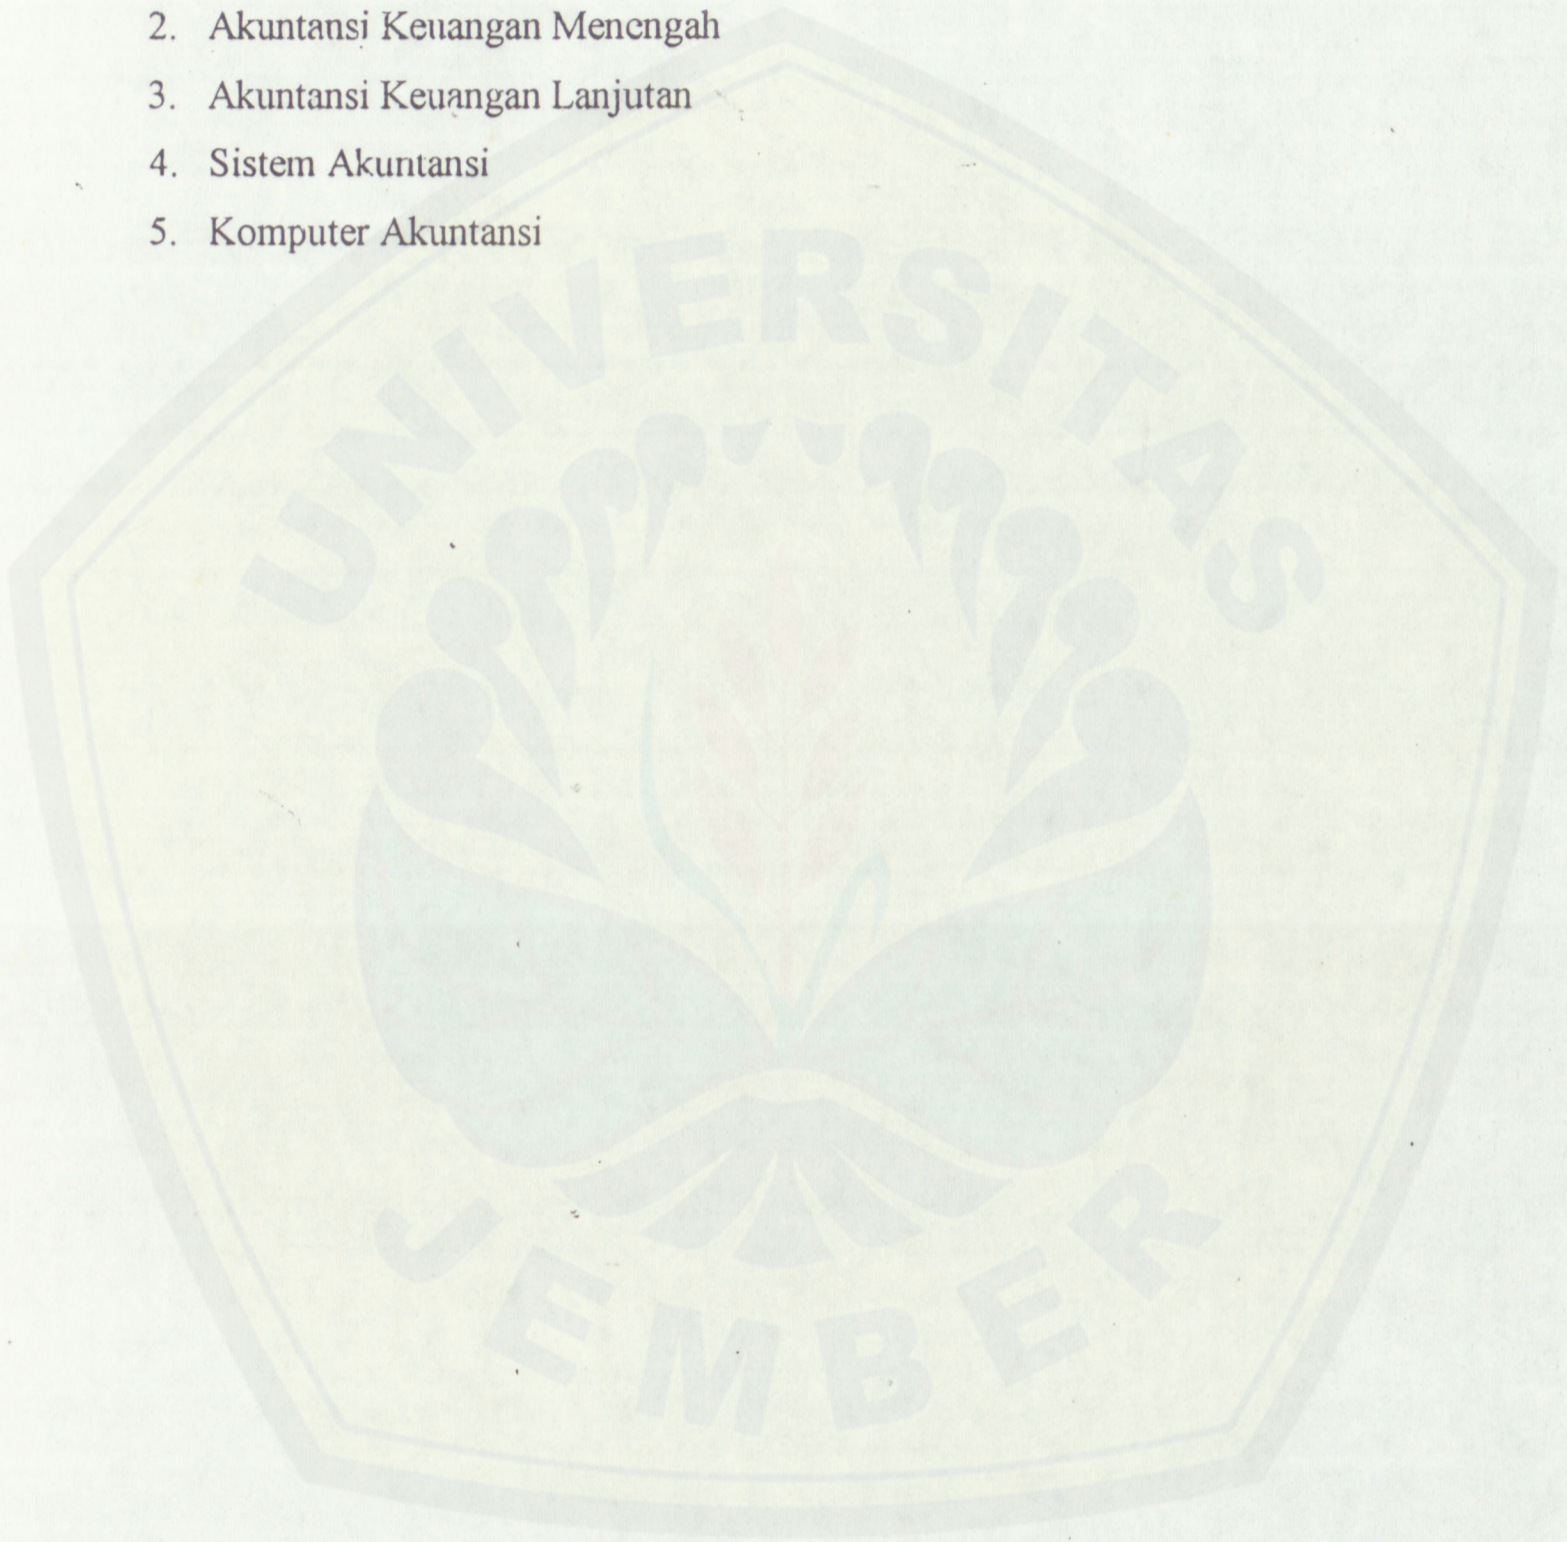 2. Akuntansi Keuangan Menengah
3. Akuntansi Keuangan Lanjutan
4. Sistem Akuntansi
5. Komputer Akuntansi
UNIVERSITAS
JEMBER